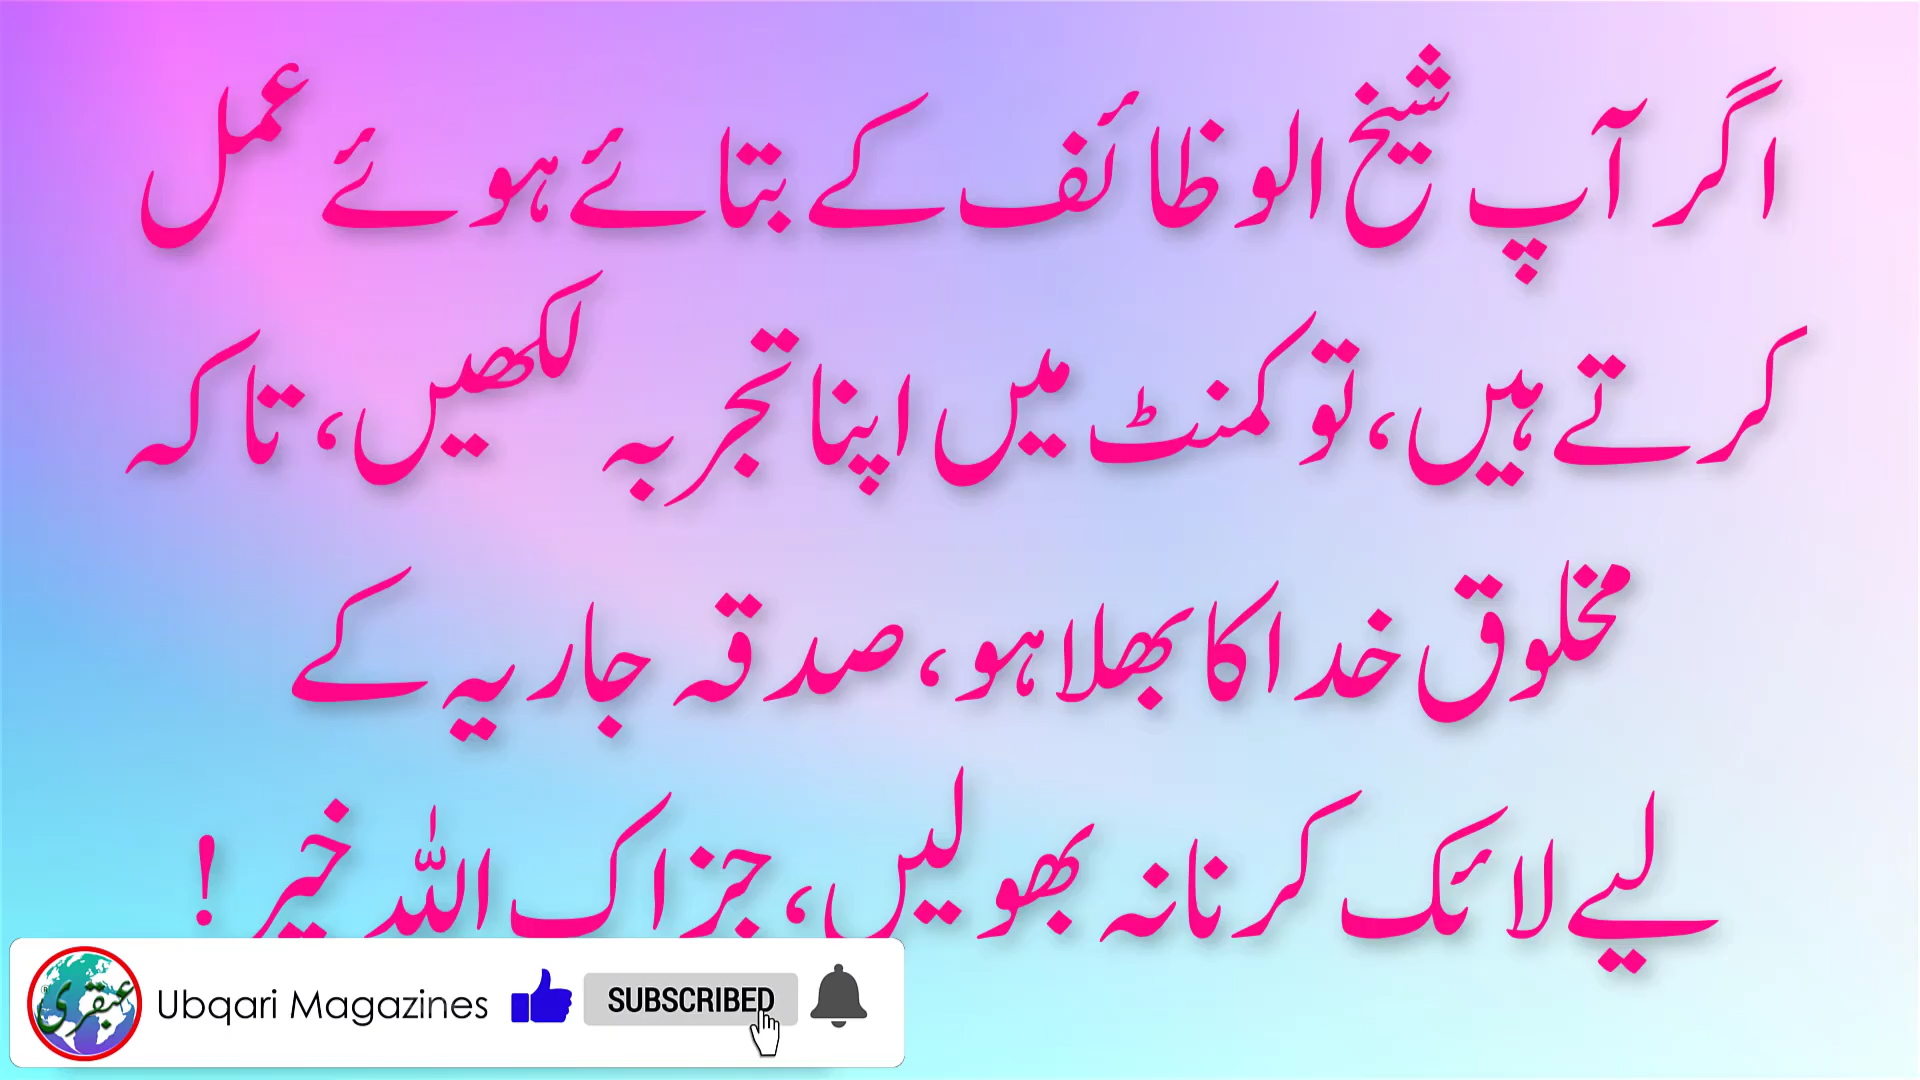 اگر آپ شیخ الوظائف کے بتائے ہوئے عمل
کرتے ہیں، تو کمنٹ میں اپنا تجربہ لکھیں، تاکہ
مخلوق خدا کا بھلا ہو، صدقہ جاریہ کے
لیے لائک کرنا نہ بھولیں، جزاک اللہ خیر!
عبقری
Ubqari Magazines
SUBSCRIBED